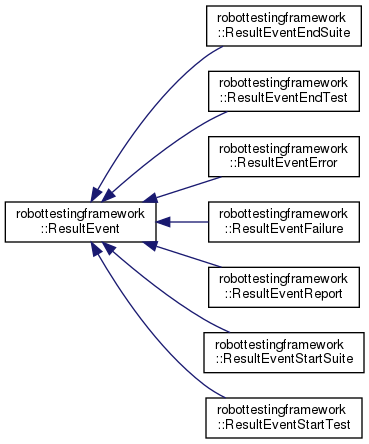 robottestingframework
::ResultEventEndSuite
robottestingframework
::ResultEventEndTest
robottestingframework
::ResultEventError
robottestingframework
::ResultEvent
robottestingframework
::ResultEventFailure
robottestingframework
::ResultEventReport
robottestingframework
::ResultEventStartSuite
robottestingframework
::ResultEventStartTest